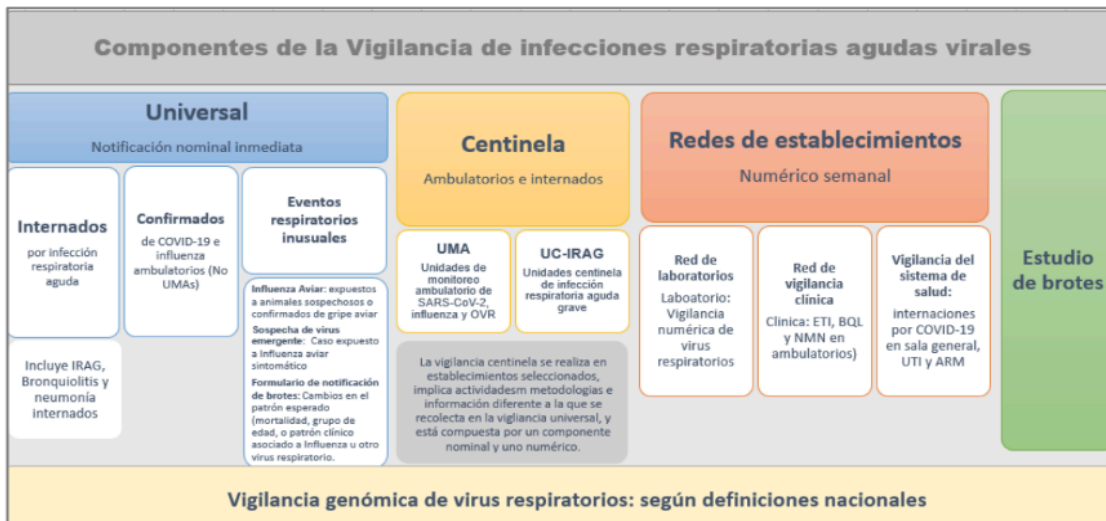 Componentes de la Vigilancia de infecciones respiratorias agudas virales
Universal
Notificación nominal inmediata
Internados
por infección
respiratoria
aguda
Incluye IRAG,
Bronquiolitis y
neumonía
internados
Confirmados
de COVID-19 e
influenza
ambulatorios (No
UMAs)
Eventos
respiratorios
inusuales
Influenza Aviar: expuestos
a animales sospechosos o
confirmados de gripe aviar
Sospecha de virus
emergente: Caso expuesto
a Influenza aviar
sintomático
Formulario de notificación
de brotes: Cambios en el
patrón esperado
(mortalidad, grupo de
edad, o patrón clínico
asociado a Influenza u otro
virus respiratorio.
Centinela
Ambulatorios e internados
UMA
Unidades de
monitoreo
ambulatorio de
SARS-CoV-2,
influenza y OVR
UC-IRAG
Unidades centinela
de infección
respiratoria aguda
grave
La vigilancia centinela se realiza en
establecimientos seleccionados,
implica actividadesm metodologías e
información diferente a la que se
recolecta en la vigliancia universal, y
está compuesta por un componente
nominal y uno numérico.
Redes de establecimientos
Numérico semanal
Red de
laboratorios
Laboatorio:
Vigilancia
numérica de
virus
respiratorios
Red de
vigilancia
clínica
Clinica: ETI, BQL
y NMN en
ambulatorios)
Vigilancia del
sistema de
salud:
internaciones
por COVID-19
en sala general,
UTI y ARM
Estudio
de brotes
Vigilancia genómica de virus respiratorios: según definiciones nacionales